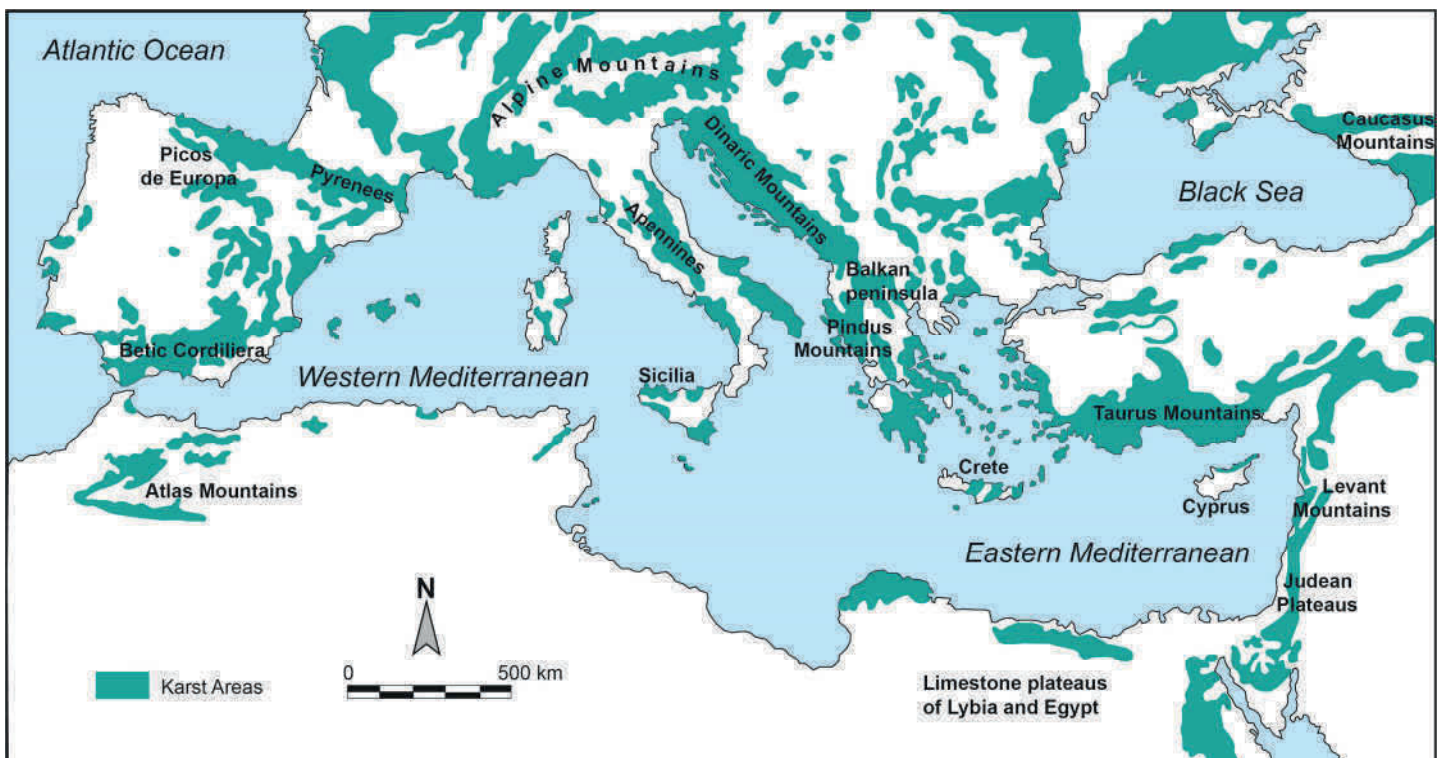 Atlantic Ocean
Alpine Mountains
Caucasus
Mountains
Picos
de Europa
Pyrenees
Dinaric Mountains
Black Sea
Apennines
Balkan
peninsula
Pindus
Mountains
Betic Cordiliera
Western Mediterranean
Sicilia
Taurus Mountains
Atlas Mountains
Crete
Cyprus
Levant
Mountains
Eastern Mediterranean
Judean
Plateaus
N
0 500 km
Karst Areas
Limestone plateaus
of Lybia and Egypt